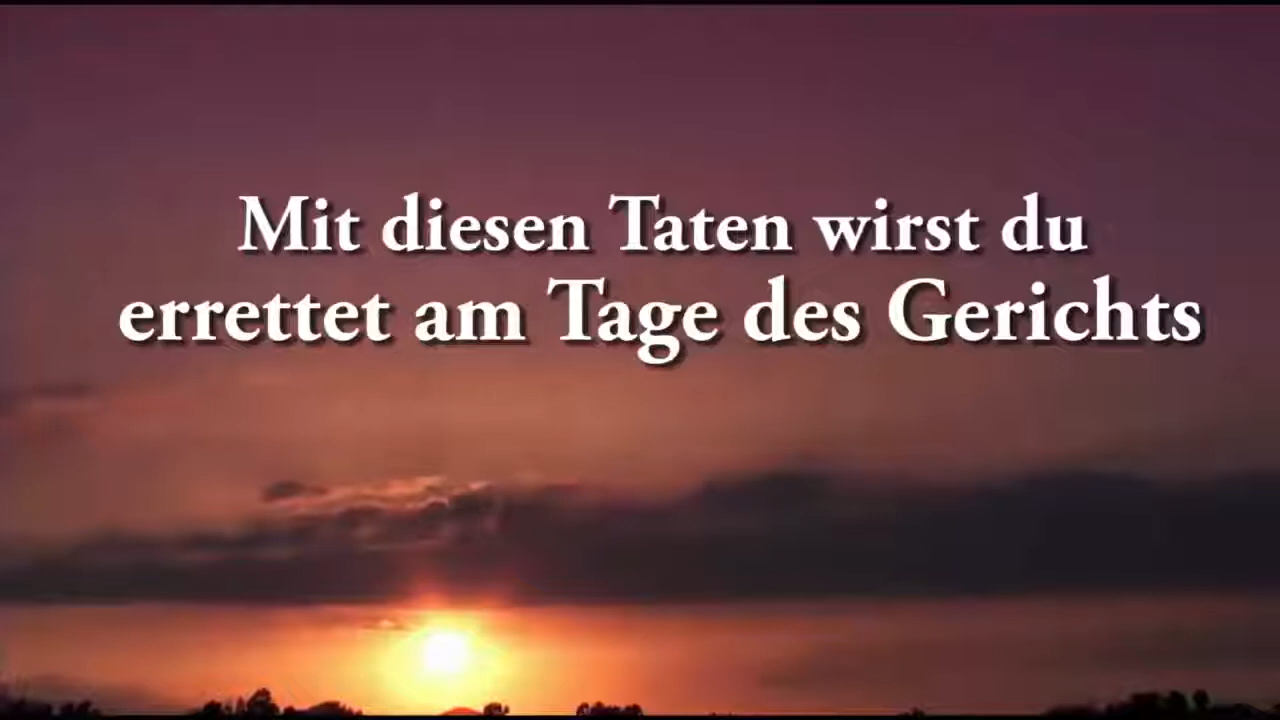 Mit diesen Taten wirst du
errettet am Tage des Gerichts